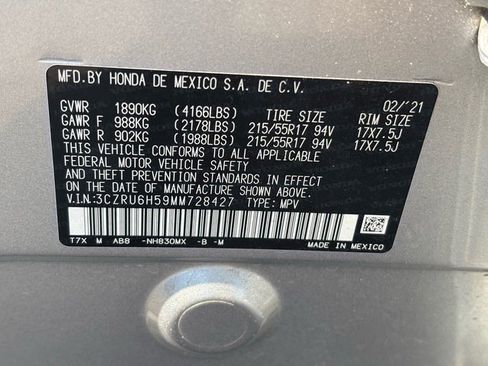 MFD.BY HONDA DE MEXICO S.A. DE C.V.
GVWR 1890KG (4166LBS) TIRE SIZE 02/'21 RIM SIZE
GAWR F 988KG (2178LBS) 215/55R17 94V 17X7.5J
GAWR R 902KG (1988LBS) 215/55R17 94V 17X7.5J
THIS VEHICLE CONFORMS TO ALL APPLICABLE
FEDERAL MOTOR VEHICLE SAFETY
AND THEFT PREVENTION STANDARDS IN EFFECT
ON THE DATE OF MANUFACTURE SHOWN ABOVE.
V.I.N:3CZRU6H59MM728427 TYPE: MPV
T7X M AB8 -NH830MX -B -M
MADE IN MEXICO